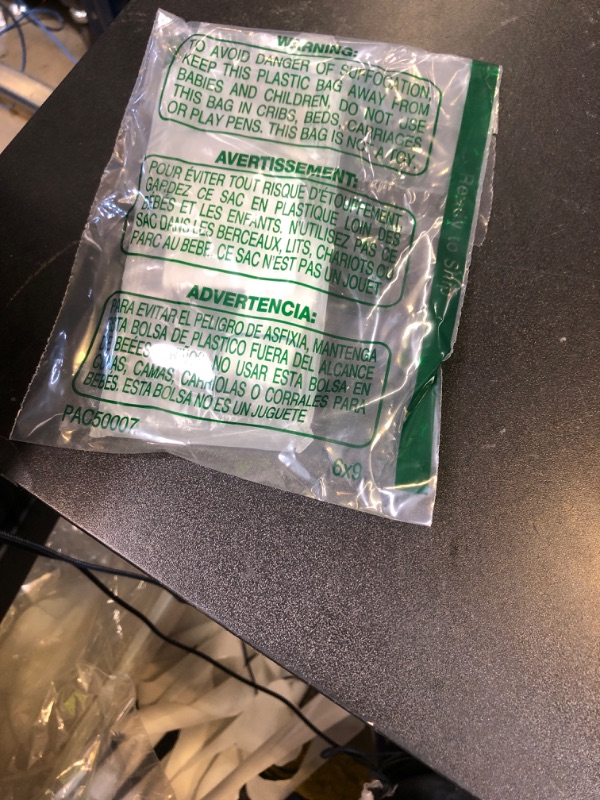 WARNING:
TO AVOID DANGER OF SUFFOCATION,
KEEP THIS PLASTIC BAG AWAY FROM
BABIES AND CHILDREN. DO NOT USE
THIS BAG IN CRIBS, BEDS, CARRIAGES
OR PLAY PENS. THIS BAG IS NOT A TOY.
AVERTISSEMENT:
POUR ÉVITER TOUT RISQUE D'ÉTOUFFEMENT,
GARDEZ CE SAC EN PLASTIQUE LOIN DES
BÉBÉS ET LES ENFANTS. N'UTILISEZ PAS CE
SAC DANS LES BERCEAUX, LITS, CHARIOTS OU
PARC AU BEBE. CE SAC N'EST PAS UN JOUET.
ADVERTENCIA:
PARA EVITAR EL PELIGRO DE ASFIXIA, MANTENGA
ESTA BOLSA DE PLASTICO FUERA DEL ALCANCE
DE BEBES NO USAR ESTA BOLSA EN
CUNAS, CAMAS, CARRIOLAS O CORRALES PARA
BEBES. ESTA BOLSA NO ES UN JUGUETE
PAC50007
6x9
Ready to Ship